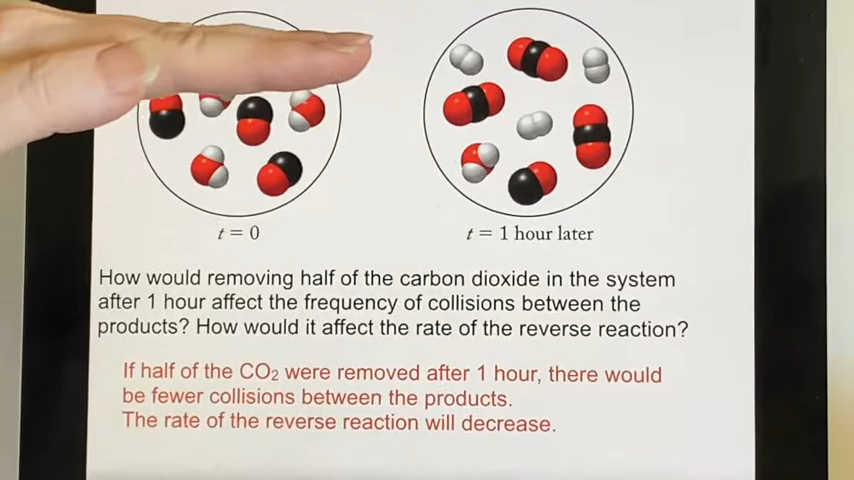 t = 0
t = 1 hour later
How would removing half of the carbon dioxide in the system
after 1 hour affect the frequency of collisions between the
products? How would it affect the rate of the reverse reaction?
If half of the CO₂ were removed after 1 hour, there would
be fewer collisions between the products.
The rate of the reverse reaction will decrease.